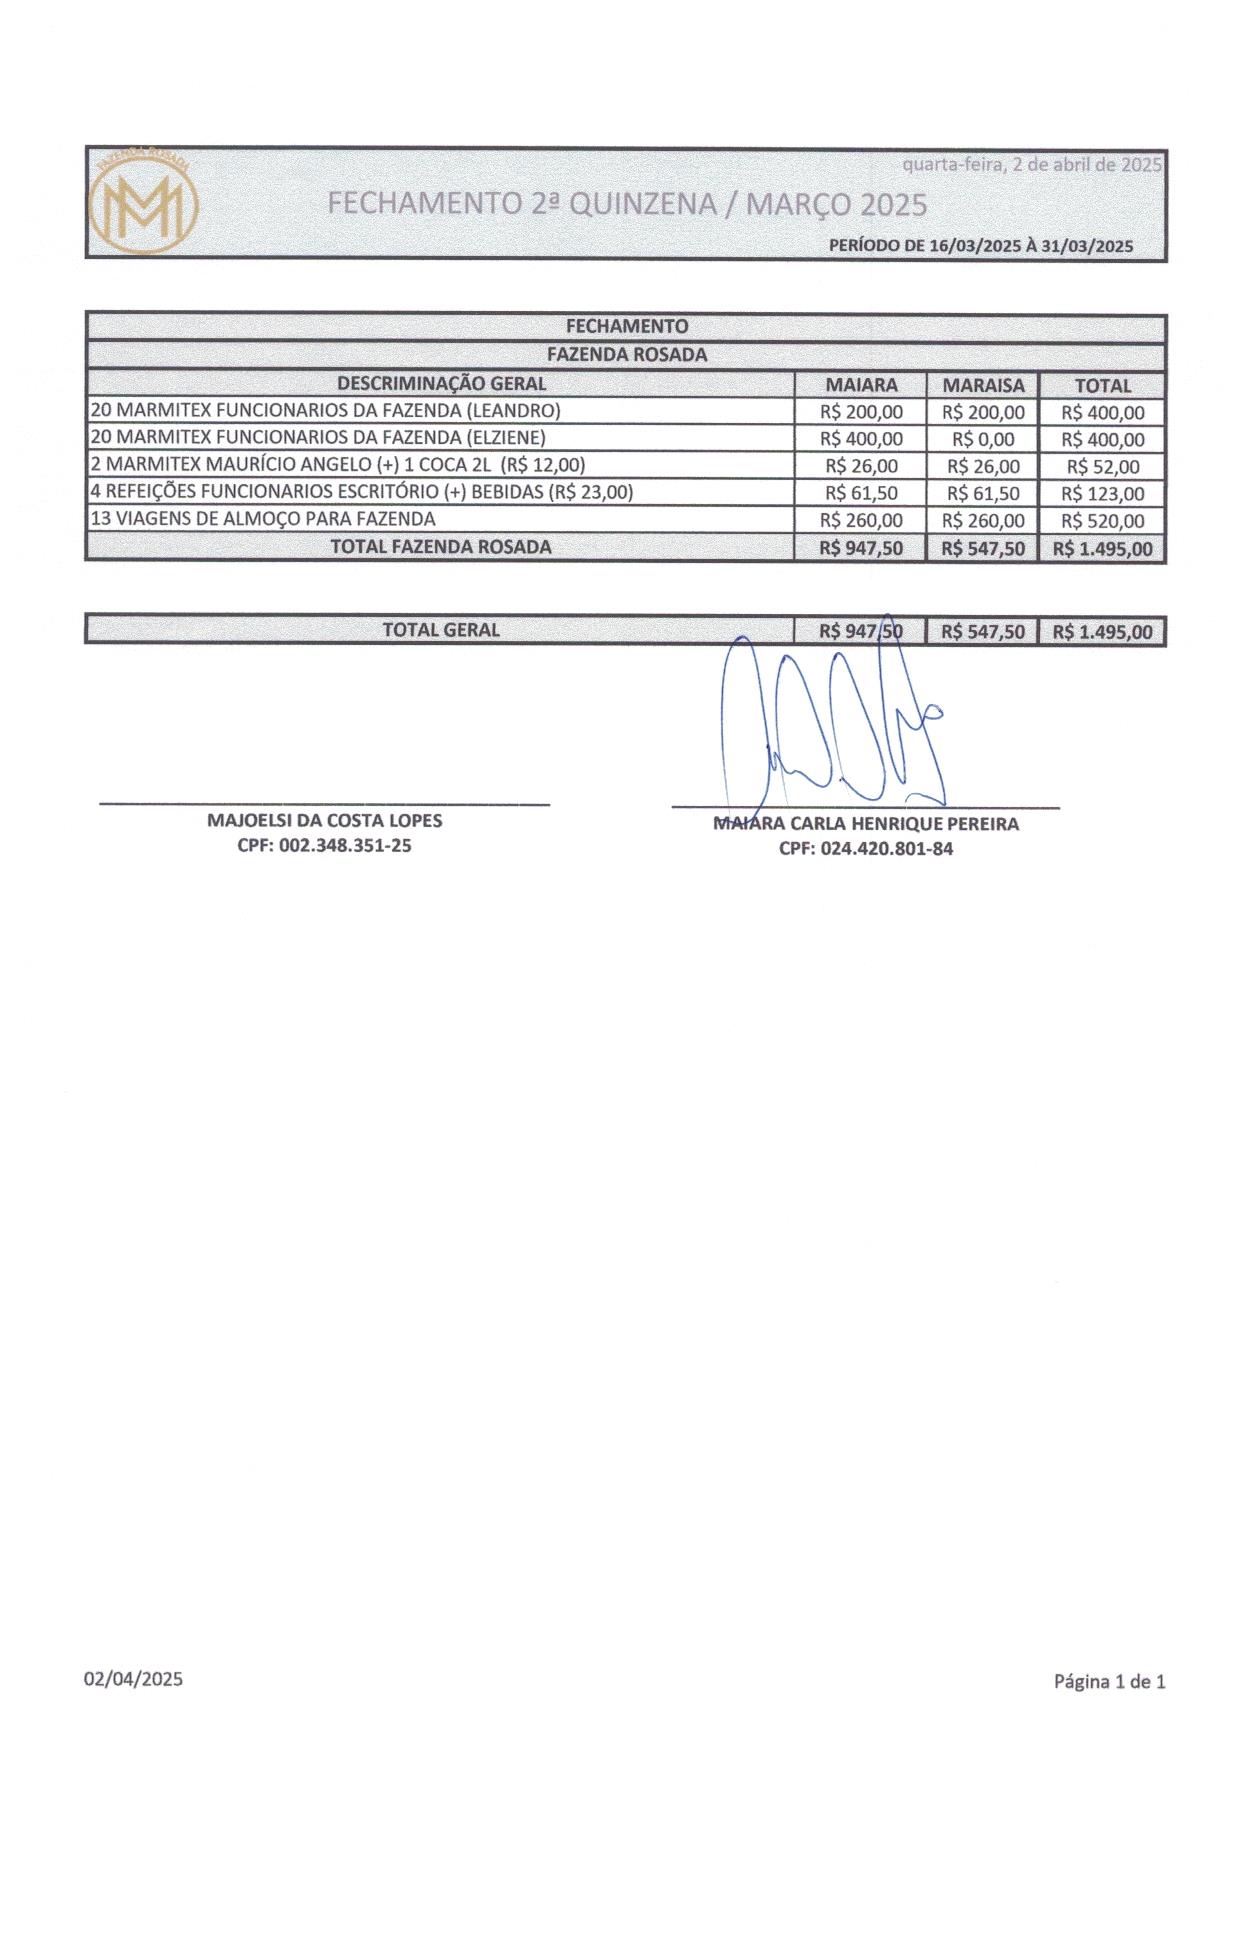 FAZENDA ROSADA
MM
quarta-feira, 2 de abril de 2025
FECHAMENTO 2ª QUINZENA / MARÇO 2025
PERÍODO DE 16/03/2025 À 31/03/2025
FECHAMENTO
FAZENDA ROSADA
DESCRIMINAÇÃO GERAL MAIARA MARAISA TOTAL
20 MARMITEX FUNCIONARIOS DA FAZENDA (LEANDRO) R$ 200,00 R$ 200,00 R$ 400,00
20 MARMITEX FUNCIONARIOS DA FAZENDA (ELZIENE) R$ 400,00 R$ 0,00 R$ 400,00
2 MARMITEX MAURÍCIO ANGELO (+) 1 COCA 2L (R$ 12,00) R$ 26,00 R$ 26,00 R$ 52,00
4 REFEIÇÕES FUNCIONARIOS ESCRITÓRIO (+) BEBIDAS (R$ 23,00) R$ 61,50 R$ 61,50 R$ 123,00
13 VIAGENS DE ALMOÇO PARA FAZENDA R$ 260,00 R$ 260,00 R$ 520,00
TOTAL FAZENDA ROSADA R$ 947,50 R$ 547,50 R$ 1.495,00
TOTAL GERAL R$ 947,50 R$ 547,50 R$ 1.495,00
MAJOELSI DA COSTA LOPES MAIARA CARLA HENRIQUE PEREIRA
CPF: 002.348.351-25 CPF: 024.420.801-84
02/04/2025 Página 1 de 1